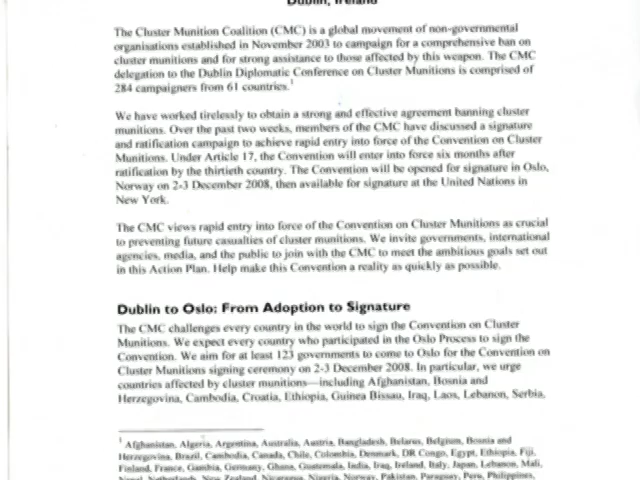 Dublin, Ireland
The Cluster Munition Coalition (CMC) is a global movement of non-governmental
organisations established in November 2003 to campaign for a comprehensive ban on
cluster munitions and for strong assistance to those affected by this weapon. The CMC
delegation to the Dublin Diplomatic Conference on Cluster Munitions is comprised of
284 campaigners from 61 countries.1
We have worked tirelessly to obtain a strong and effective agreement banning cluster
munitions. Over the past two weeks, members of the CMC have discussed a signature
and ratification campaign to achieve rapid entry into force of the Convention on Cluster
Munitions. Under Article 17, the Convention will enter into force six months after
ratification by the thirtieth country. The Convention will be opened for signature in Oslo,
Norway on 2-3 December 2008, then available for signature at the United Nations in
New York.
The CMC views rapid entry into force of the Convention on Cluster Munitions as crucial
to preventing future casualties of cluster munitions. We invite governments, international
agencies, media, and the public to join with the CMC to meet the ambitious goals set out
in this Action Plan. Help make this Convention a reality as quickly as possible.
Dublin to Oslo: From Adoption to Signature
The CMC challenges every country in the world to sign the Convention on Cluster
Munitions. We expect every country who participated in the Oslo Process to sign the
Convention. We aim for at least 123 governments to come to Oslo for the Convention on
Cluster Munitions signing ceremony on 2-3 December 2008. In particular, we urge
countries affected by cluster munitions—including Afghanistan, Bosnia and
Herzegovina, Cambodia, Croatia, Ethiopia, Guinea Bissau, Iraq, Laos, Lebanon, Serbia,
1 Afghanistan, Algeria, Argentina, Australia, Austria, Bangladesh, Belarus, Belgium, Bosnia and
Herzegovina, Brazil, Cambodia, Canada, Chile, Colombia, Denmark, DR Congo, Egypt, Ethiopia, Fiji,
Finland, France, Gambia, Germany, Ghana, Guatemala, India, Iraq, Ireland, Italy, Japan, Lebanon, Mali,
Nepal, Netherlands, New Zealand, Nicaragua, Nigeria, Norway, Pakistan, Paraguay, Peru, Philippines,